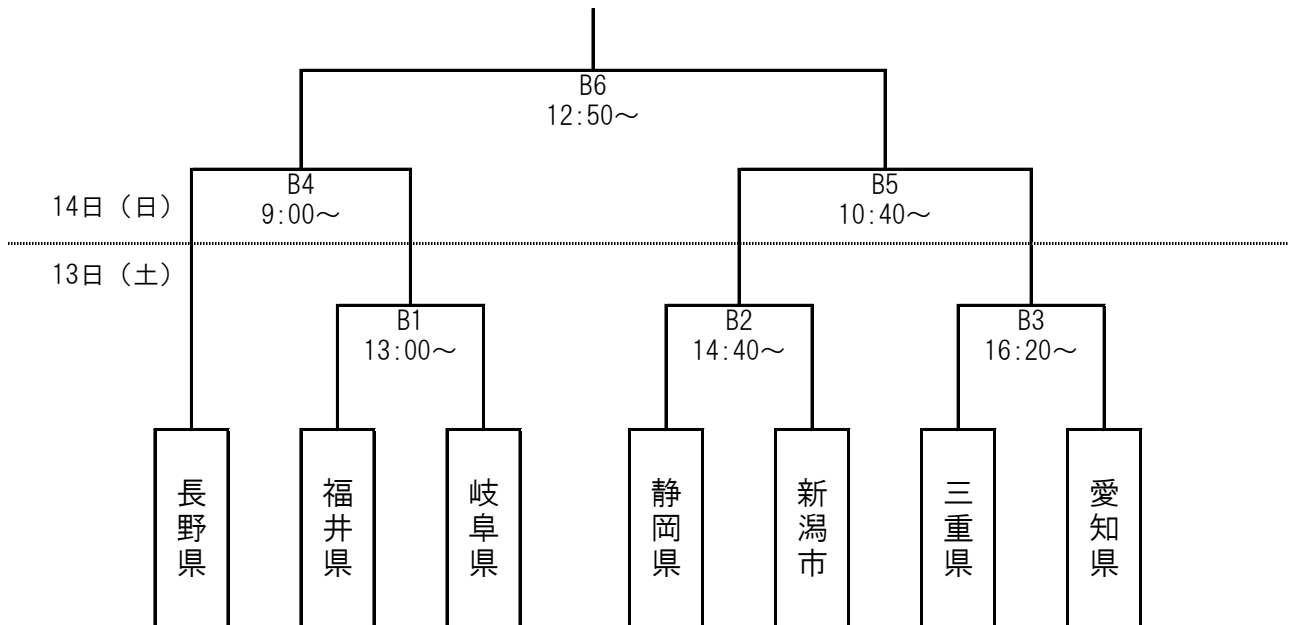 B6
12:50～
B4
9:00～
B5
10:40～
14日（日）
13日（土）
B1
13:00～
B2
14:40～
B3
16:20～
長野県
福井県
岐阜県
静岡県
新潟市
三重県
愛知県